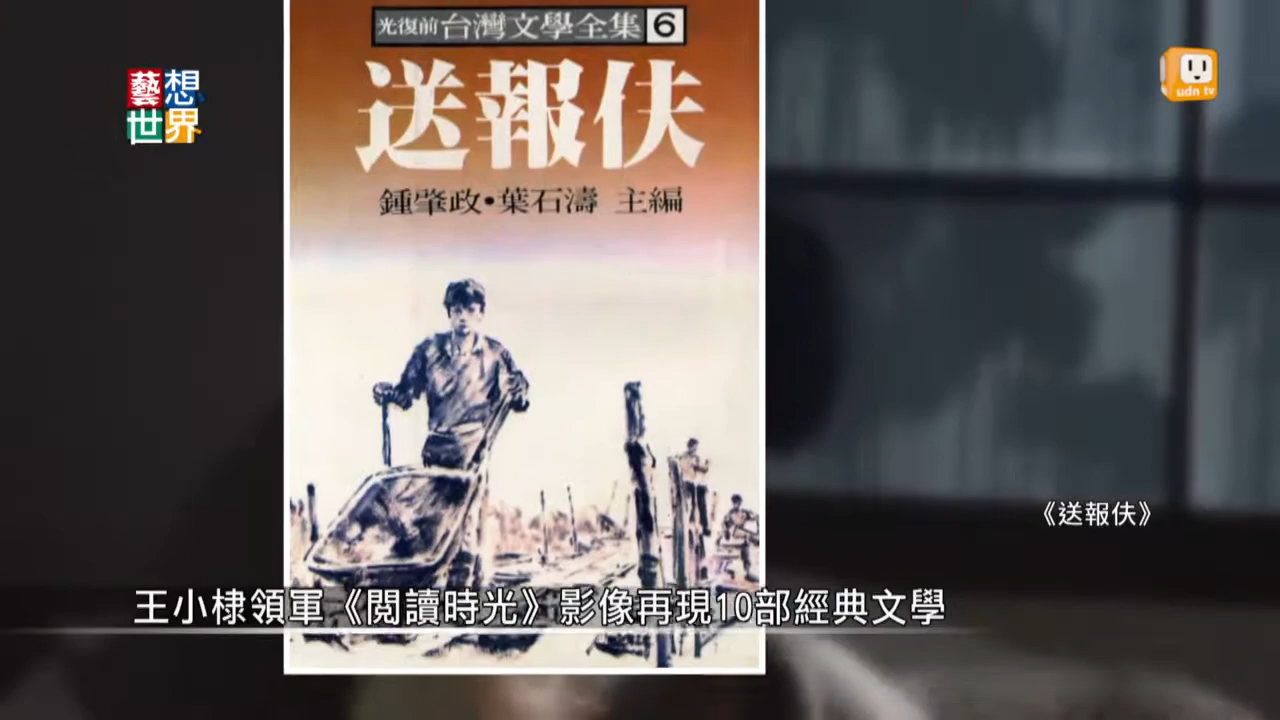 光復前台灣文學全集6
送報伕
鍾肇政•葉石濤 主編
藝想
世界
udn tv
《送報伕》
王小棣領軍《閱讀時光》影像再現10部經典文學